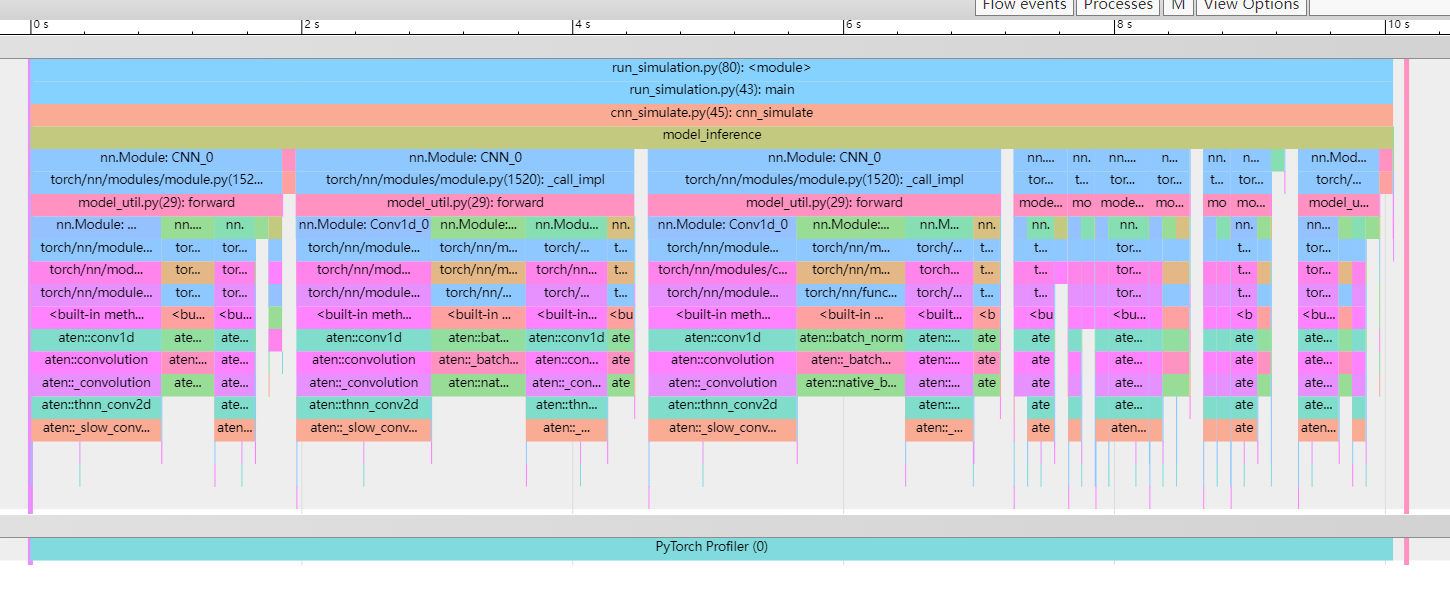 Flow events Processes M View Options
0 s 2 s 4 s 6 s 8 s 10 s
run_simulation.py(80): <module>
run_simulation.py(43): main
cnn_simulate.py(45): cnn_simulate
model_inference
nn.Module: CNN_0 nn.Module: CNN_0 nn.Module: CNN_0 nn.... nn. nn.... n... nn. n... nn.Mod...
torch/nn/modules/module.py(152... torch/nn/modules/module.py(1520): _call_impl torch/nn/modules/module.py(1520): _call_impl tor... t... tor... tor... t... tor... torch/...
model_util.py(29): forward model_util.py(29): forward model_util.py(29): forward mode... mo mode... mo... mo mo... model_u...
nn.Module: ... nn.... nn. nn.Module: Conv1d_0 nn.Module:... nn.Modu... nn. nn.Module: Conv1d_0 nn.Module:... nn.M... nn. nn. nn. nn. nn...
torch/nn/module... tor... tor... torch/nn/module... torch/nn/m... torch/... t... torch/nn/module... torch/nn/m... torch/... t... t... tor... t... tor...
torch/nn/mod... tor... tor... torch/nn/mod... torch/nn/m... torch/nn... t... torch/nn/modules/c... torch/nn/m... torch... t... t... tor... t... tor...
torch/nn/module... tor... tor... torch/nn/module... torch/nn/... torch/... t... torch/nn/module... torch/nn/func... torch/... t... t... tor... t... tor...
<built-in meth... <bu... <bu... <built-in meth... <built-in ... <built-in... <bu <built-in meth... <built-in ... <built... <b <bu <bu... <b <bu...
aten::conv1d ate... ate... aten::conv1d aten::bat... aten::conv1d ate aten::conv1d aten::batch_norm aten::... ate ate ate... ate ate...
aten::convolution aten:... ate... aten::convolution aten::_batch... aten::con... ate aten::convolution aten::_batch... aten::... ate ate ate... ate ate...
aten::_convolution ate... ate... aten::_convolution aten::nat... aten::_con... ate aten::_convolution aten::native_b... aten::... ate ate ate... ate ate...
aten::thnn_conv2d ate... aten::thnn_conv2d aten::thn... aten::thnn_conv2d aten::... ate ate... ate ate...
aten::_slow_conv... aten... aten::_slow_conv... aten::_... aten::_slow_conv... aten::_... ate aten... ate aten...
PyTorch Profiler (0)